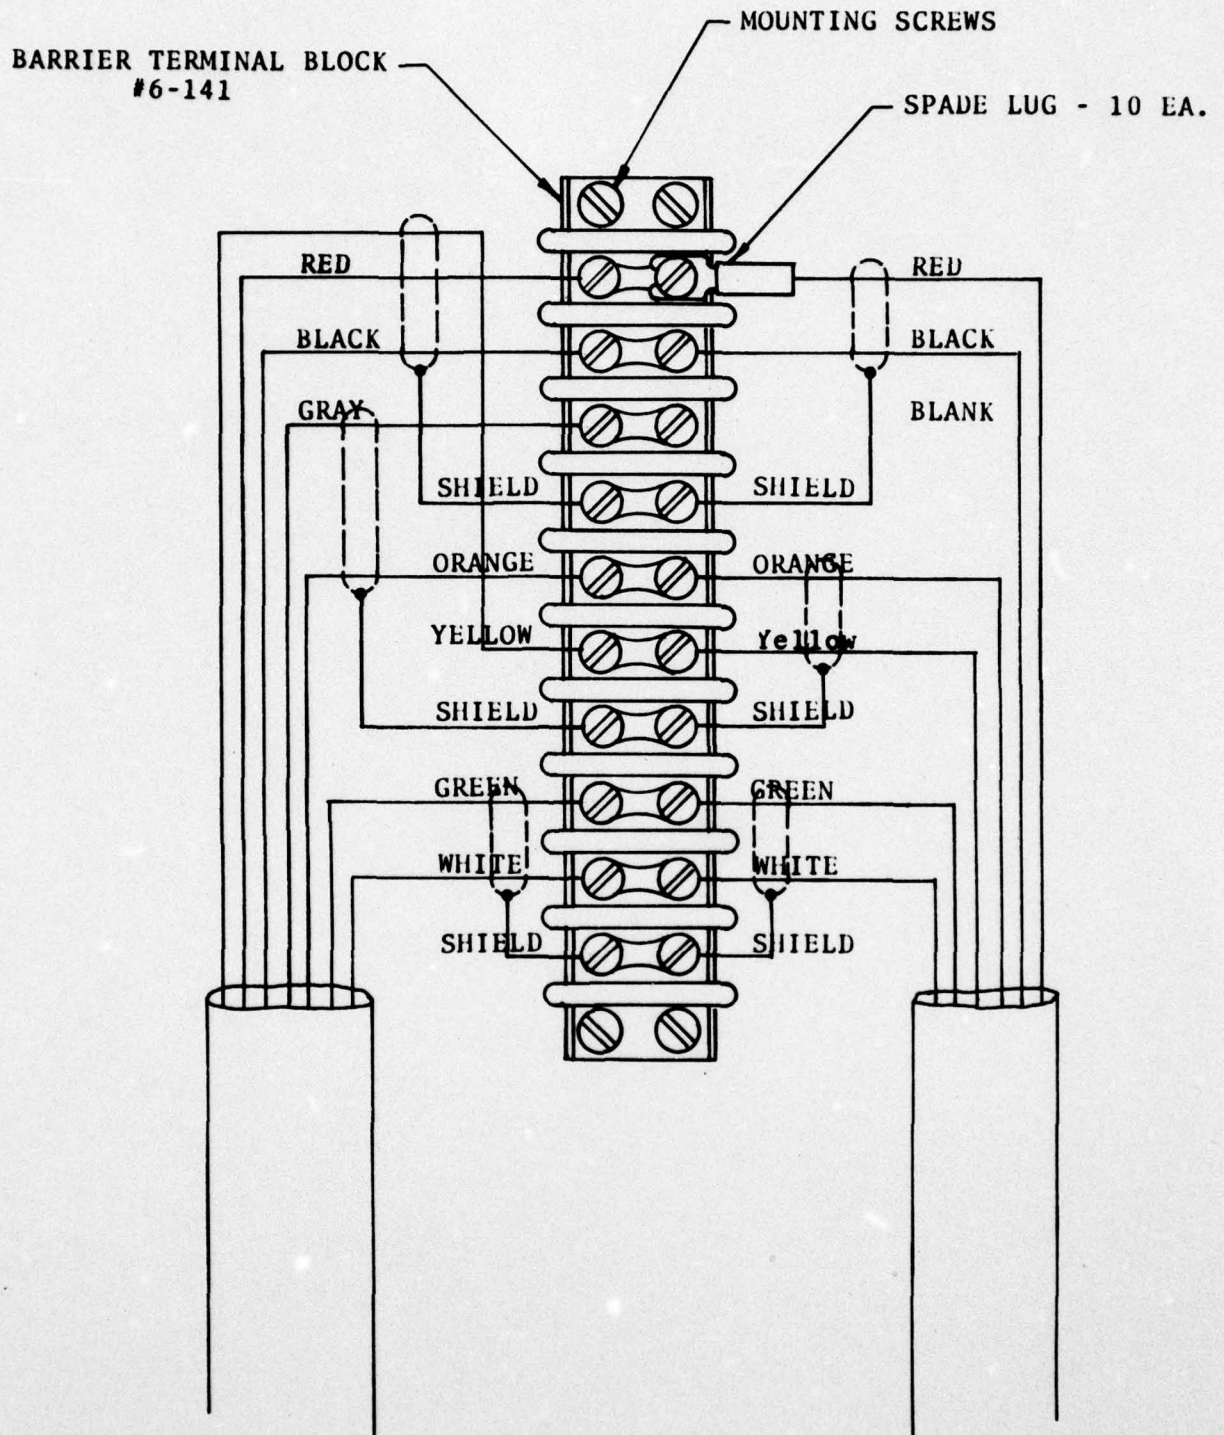 MOUNTING SCREWS
BARRIER TERMINAL BLOCK
#6-141
SPADE LUG - 10 EA.
RED
RED
BLACK
BLACK
GRAY
BLANK
SHIELD
SHIELD
ORANGE
ORANGE
YELLOW
Yellow
SHIELD
SHIELD
GREEN
GREEN
WHITE
WHITE
SHIELD
SHIELD